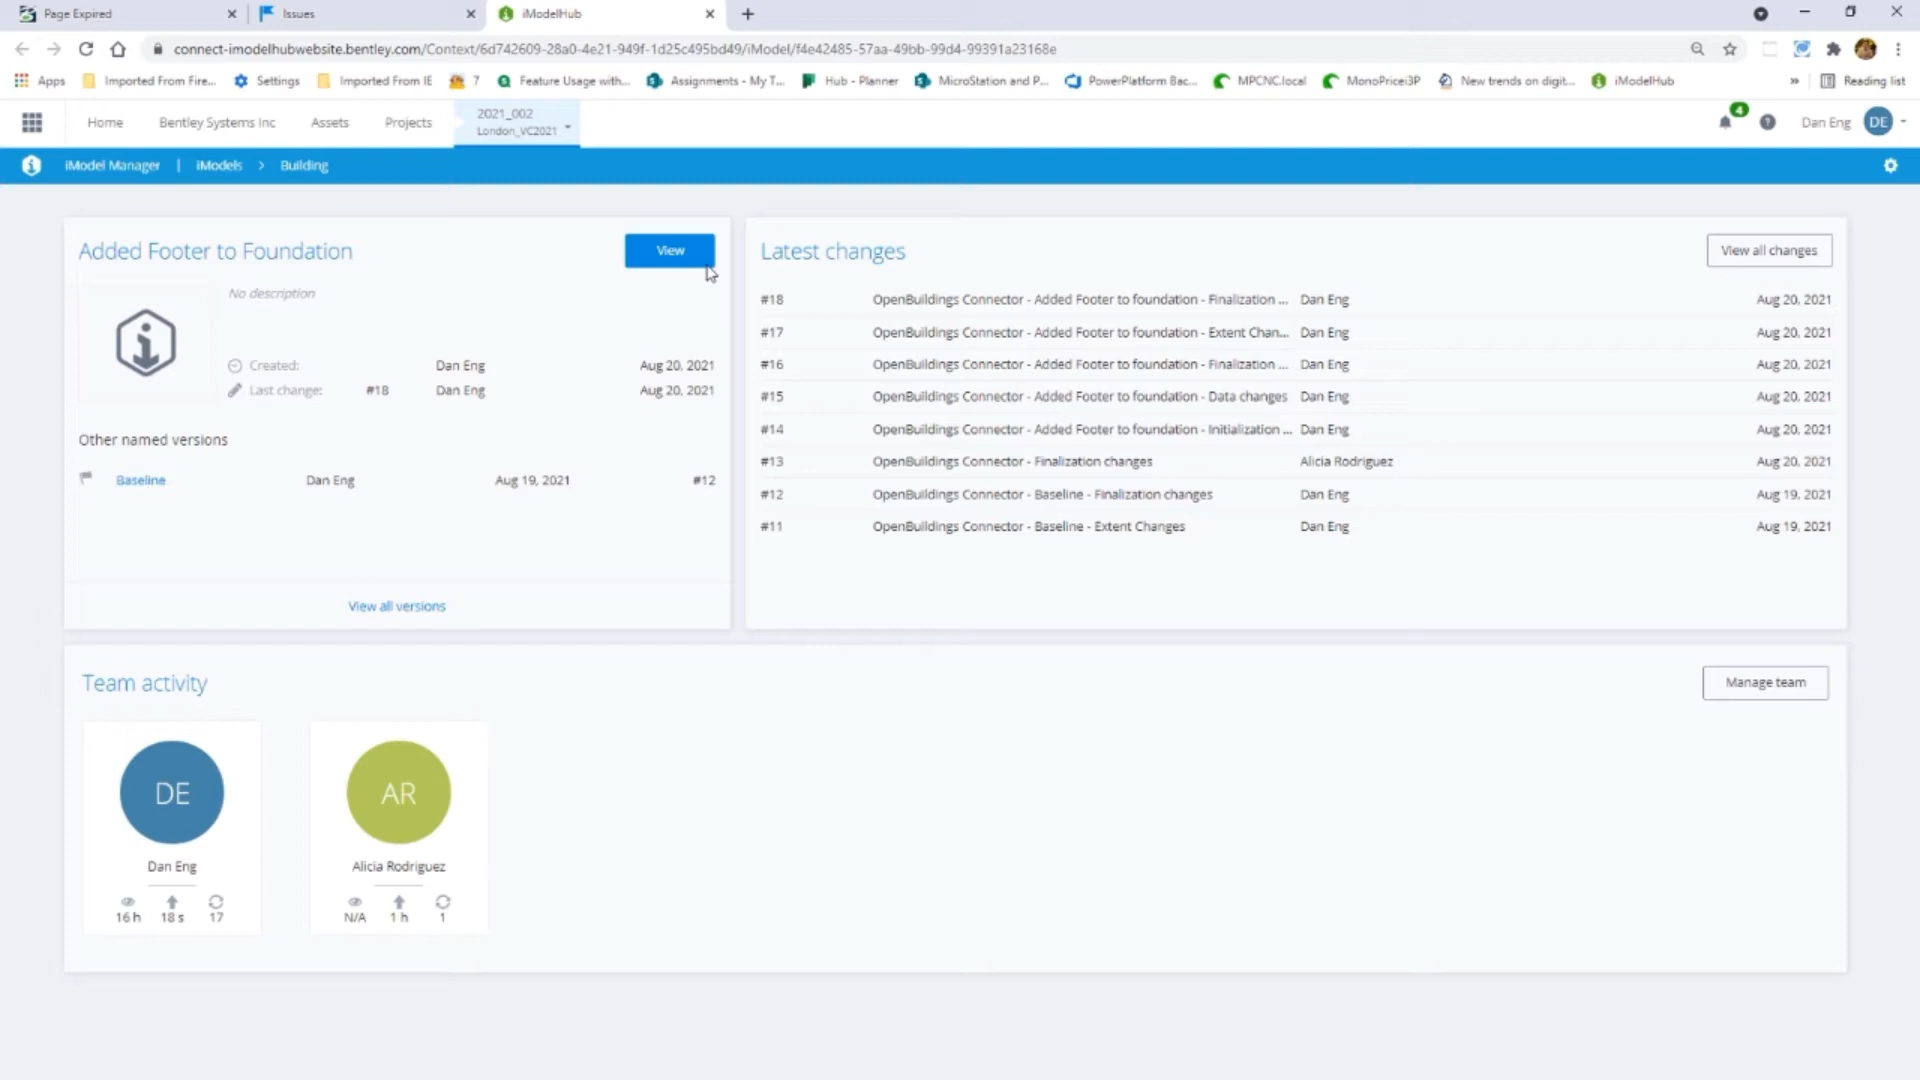 Page Expired
Issues
iModelHub
connect-imodelhubwebsite.bentley.com/Context/6d742609-28a0-4e21-949f-1d25c495bd49/iModel/f4e42485-57aa-49bb-99d4-99391a23168e
Apps Imported From Fire... Settings Imported From IE 7 Feature Usage with... Assignments - My T... Hub - Planner MicroStation and P... PowerPlatform Bac... MPCNC.local MonoPricei3P New trends on digit... iModelHub » Reading list
Home Bentley Systems Inc Assets Projects
2021_002
London_VC2021
4
Dan Eng DE
iModel Manager | iModels > Building
Added Footer to Foundation
View
No description
Created: Dan Eng Aug 20, 2021
Last change: #18 Dan Eng Aug 20, 2021
Other named versions
Baseline Dan Eng Aug 19, 2021 #12
View all versions
Latest changes
View all changes
#18 OpenBuildings Connector - Added Footer to foundation - Finalization ... Dan Eng Aug 20, 2021
#17 OpenBuildings Connector - Added Footer to foundation - Extent Chan... Dan Eng Aug 20, 2021
#16 OpenBuildings Connector - Added Footer to foundation - Finalization ... Dan Eng Aug 20, 2021
#15 OpenBuildings Connector - Added Footer to foundation - Data changes Dan Eng Aug 20, 2021
#14 OpenBuildings Connector - Added Footer to foundation - Initialization ... Dan Eng Aug 20, 2021
#13 OpenBuildings Connector - Finalization changes Alicia Rodriguez Aug 20, 2021
#12 OpenBuildings Connector - Baseline - Finalization changes Dan Eng Aug 19, 2021
#11 OpenBuildings Connector - Baseline - Extent Changes Dan Eng Aug 19, 2021
Team activity
Manage team
DE
Dan Eng
16 h 18 s 17
AR
Alicia Rodriguez
N/A 1 h 1